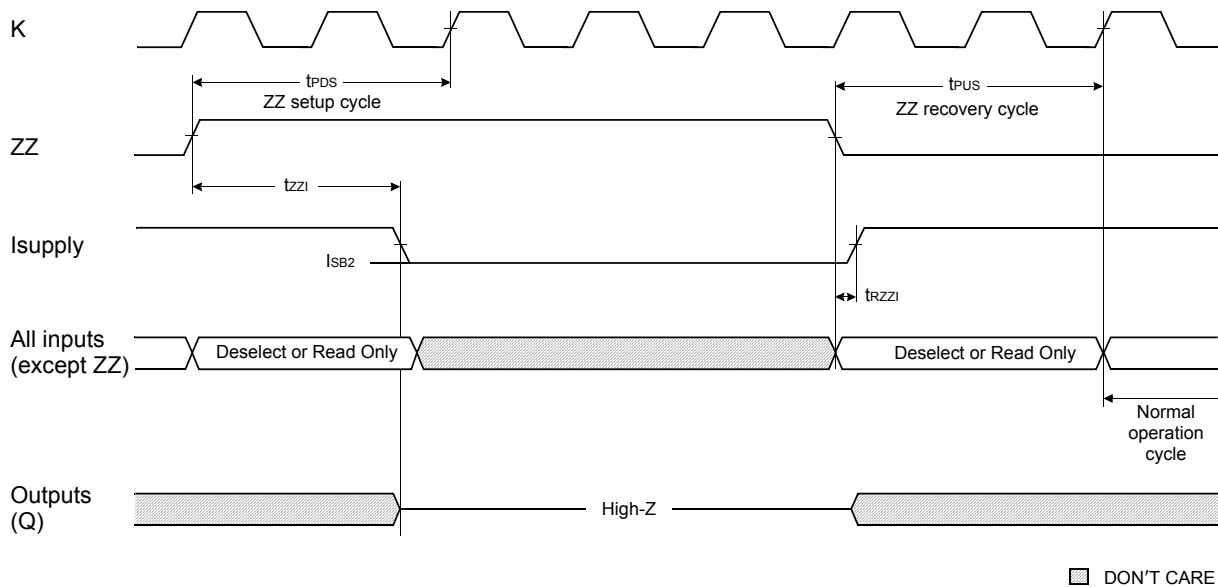 K
tPDS
ZZ setup cycle
tPUS
ZZ recovery cycle
ZZ
tZZI
Isupply
ISB2
tRZZI
All inputs
(except ZZ)
Deselect or Read Only
Deselect or Read Only
Normal
operation
cycle
Outputs
(Q)
High-Z
DON'T CARE